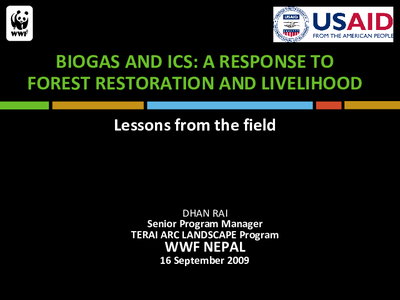 WWF
USAID
FROM THE AMERICAN PEOPLE
BIOGAS AND ICS: A RESPONSE TO
FOREST RESTORATION AND LIVELIHOOD
Lessons from the field
DHAN RAI
Senior Program Manager
TERAI ARC LANDSCAPE Program
WWF NEPAL
16 September 2009